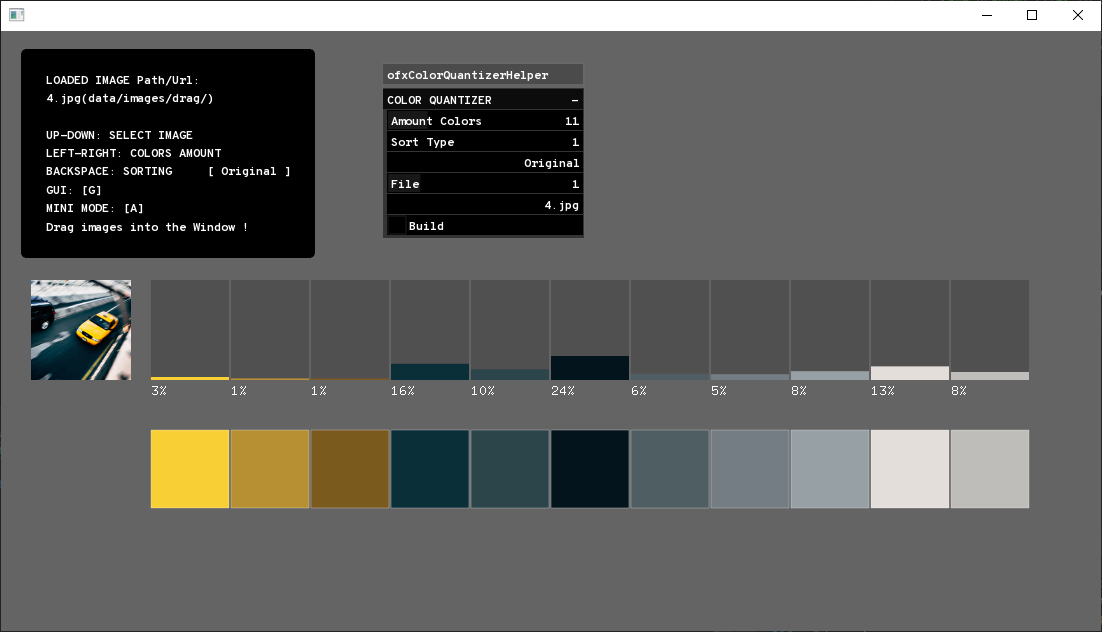 LOADED IMAGE Path/Url:
4.jpg(data/images/drag/)
UP-DOWN: SELECT IMAGE
LEFT-RIGHT: COLORS AMOUNT
BACKSPACE: SORTING [ Original ]
GUI: [G]
MINI MODE: [A]
Drag images into the Window !
ofxColorQuantizerHelper
COLOR QUANTIZER -
Amount Colors 11
Sort Type 1
Original
File 1
4.jpg
Build
3% 1% 1% 16% 10% 24% 6% 5% 8% 13% 8%